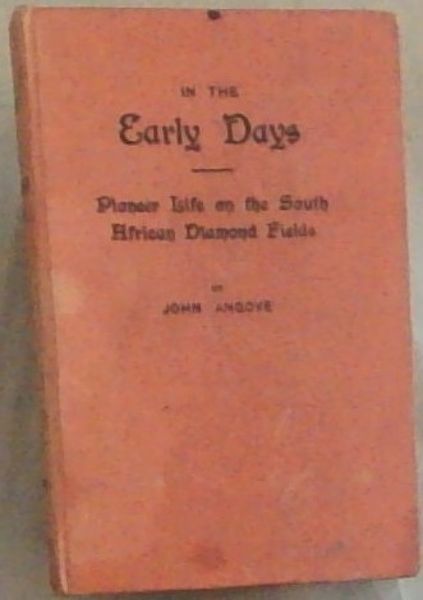 IN THE
Early Days
Pioneer Life on the South
African Diamond Fields
BY
JOHN ANGOVE